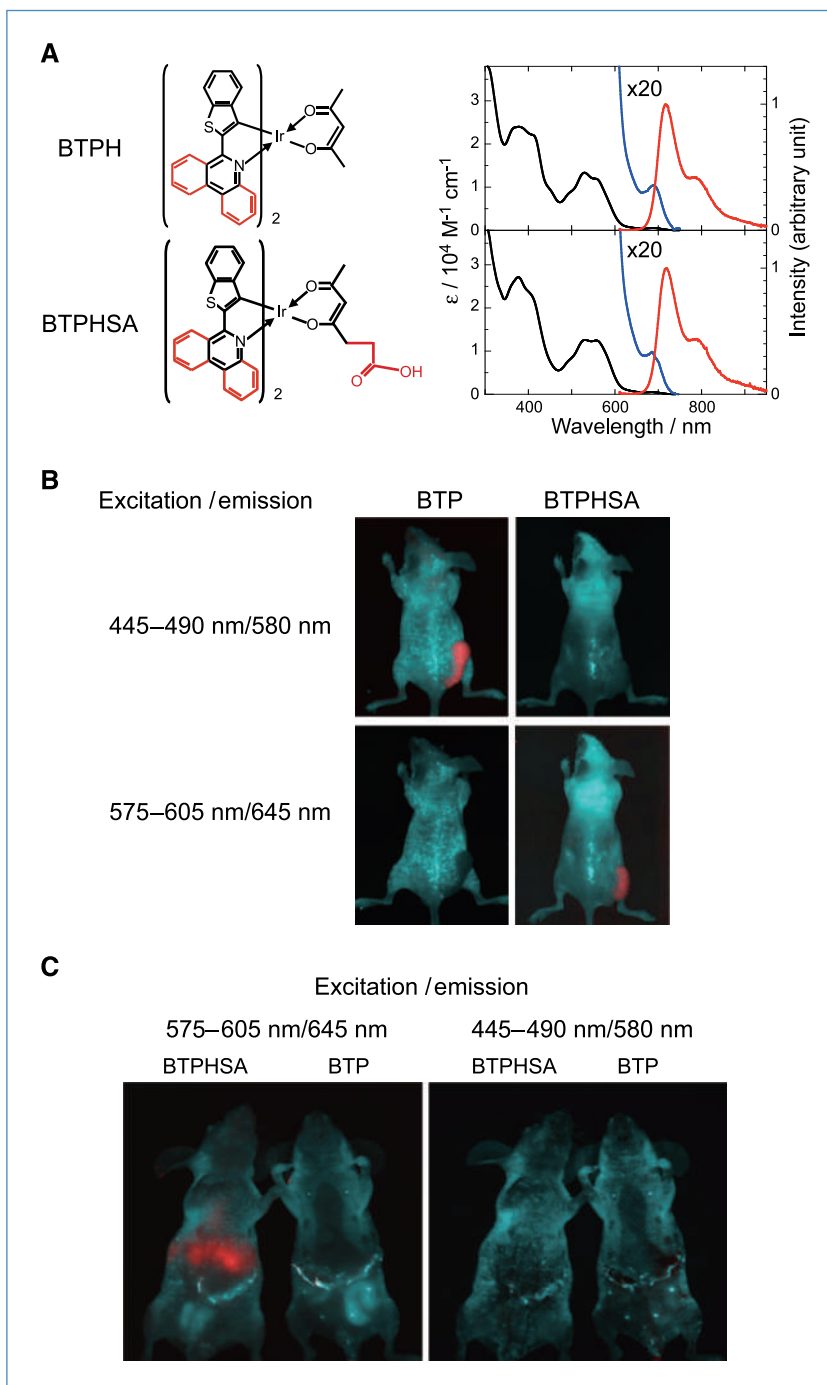 A
BTPH
S
N
Ir
O
O
2
BTPHSA
S
N
Ir
O
O
O
OH
2
x20
x20
3
2
1
0
3
2
1
0
1
0
1
0
400 600 800
Wavelength / nm
ε / 10⁴ M⁻¹ cm⁻¹
Intensity (arbitrary unit)
B
Excitation / emission BTP BTPHSA
445–490 nm/580 nm
575–605 nm/645 nm
C
Excitation / emission
575–605 nm/645 nm 445–490 nm/580 nm
BTPHSA BTP BTPHSA BTP